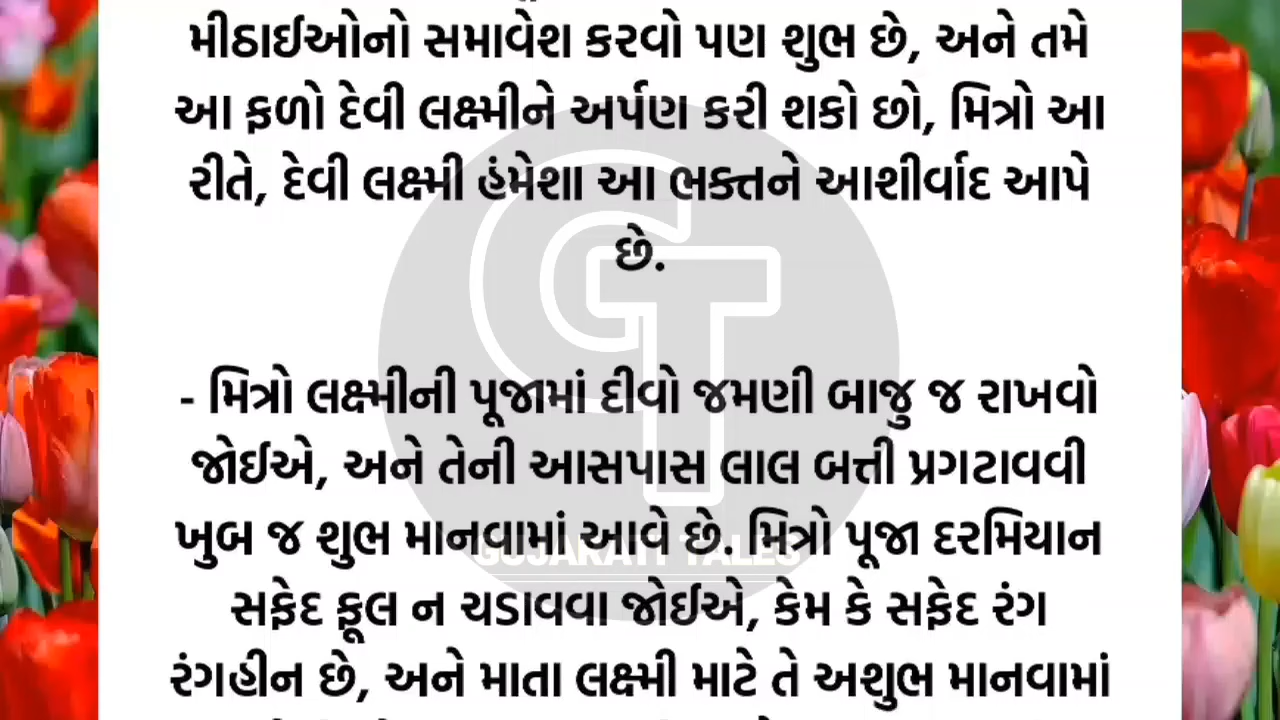 મીઠાઈઓનો સમાવેશ કરવો પણ શુભ છે, અને તમે
આ ફળો દેવી લક્ષ્મીને અર્પણ કરી શકો છો, મિત્રો આ
રીતે, દેવી લક્ષ્મી હંમેશા આ ભક્તને આશીર્વાદ આપે
છે.
- મિત્રો લક્ષ્મીની પૂજામાં દીવો જમણી બાજુ જ રાખવો
જોઈએ, અને તેની આસપાસ લાલ બત્તી પ્રગટાવવી
ખુબ જ શુભ માનવામાં આવે છે. મિત્રો પૂજા દરમિયાન
GUJARATI TALES
સફેદ ફૂલ ન ચડાવવા જોઈએ, કેમ કે સફેદ રંગ
રંગહીન છે, અને માતા લક્ષ્મી માટે તે અશુભ માનવામાં